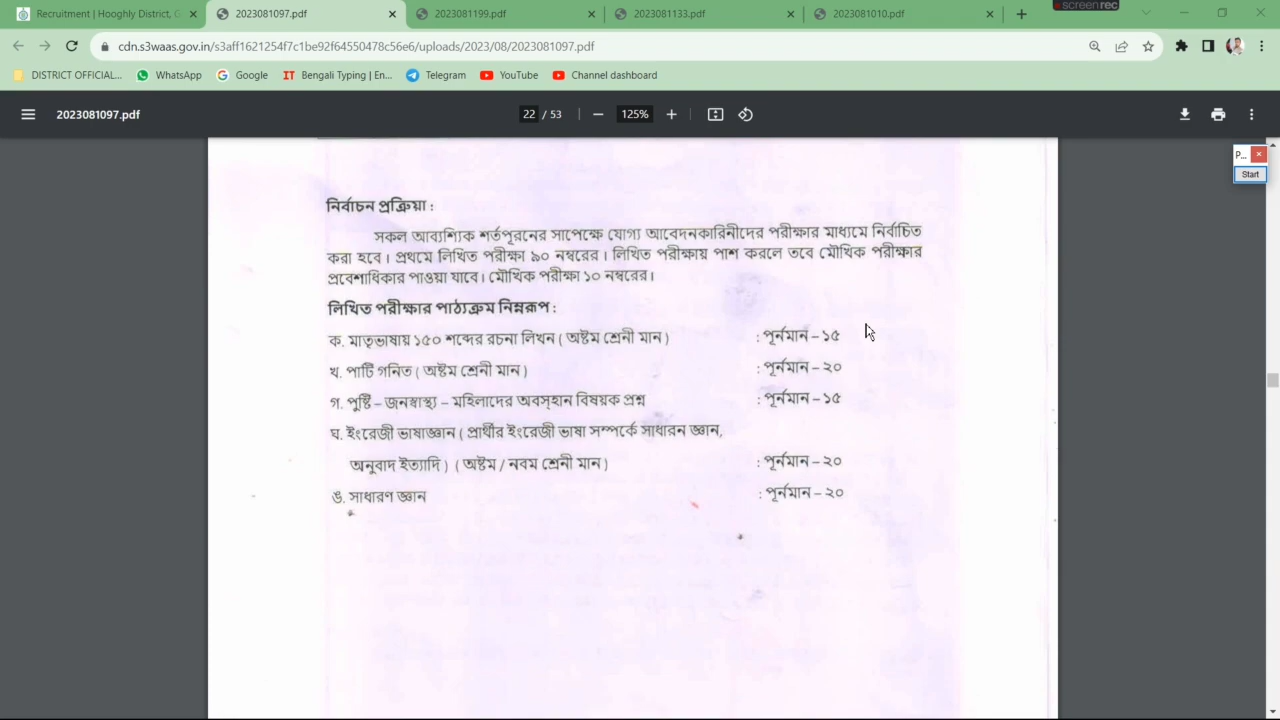 Recruitment | Hooghly District, G
2023081097.pdf
2023081199.pdf
2023081133.pdf
2023081010.pdf
screenrec
cdn.s3waas.gov.in/s3aff1621254f7c1be92f64550478c56e6/uploads/2023/08/2023081097.pdf
DISTRICT OFFICIAL... WhatsApp Google Bengali Typing | En... Telegram YouTube Channel dashboard
2023081097.pdf 22 / 53 125%
P...
Start
নির্বাচন প্রক্রিয়া :
সকল আব্যশ্যিক শর্তপূরনের সাপেক্ষে যোগ্য আবেদনকারিনীদের পরীক্ষার মাধ্যমে নির্বাচিত
করা হবে। প্রথমে লিখিত পরীক্ষা ৯০ নম্বরের। লিখিত পরীক্ষায় পাশ করলে তবে মৌখিক পরীক্ষার
প্রবেশাধিকার পাওয়া যাবে। মৌখিক পরীক্ষা ১০ নম্বরের।
লিখিত পরীক্ষার পাঠ্যক্রম নিম্নরূপ :
ক. মাতৃভাষায় ১৫০ শব্দের রচনা লিখন ( অষ্টম শ্রেনী মান ) : পূর্নমান – ১৫
খ. পাটি গনিত ( অষ্টম শ্রেনী মান ) : পূর্নমান – ২০
গ. পুষ্টি – জনস্বাস্থ্য – মহিলাদের অবস্হান বিষয়ক প্রশ্ন : পূর্নমান – ১৫
ঘ. ইংরেজী ভাষাজ্ঞান ( প্রার্থীর ইংরেজী ভাষা সম্পর্কে সাধারন জ্ঞান,
অনুবাদ ইত্যাদি ) ( অষ্টম / নবম শ্রেনী মান ) : পূর্নমান – ২০
ঙ. সাধারণ জ্ঞান : পূর্নমান – ২০